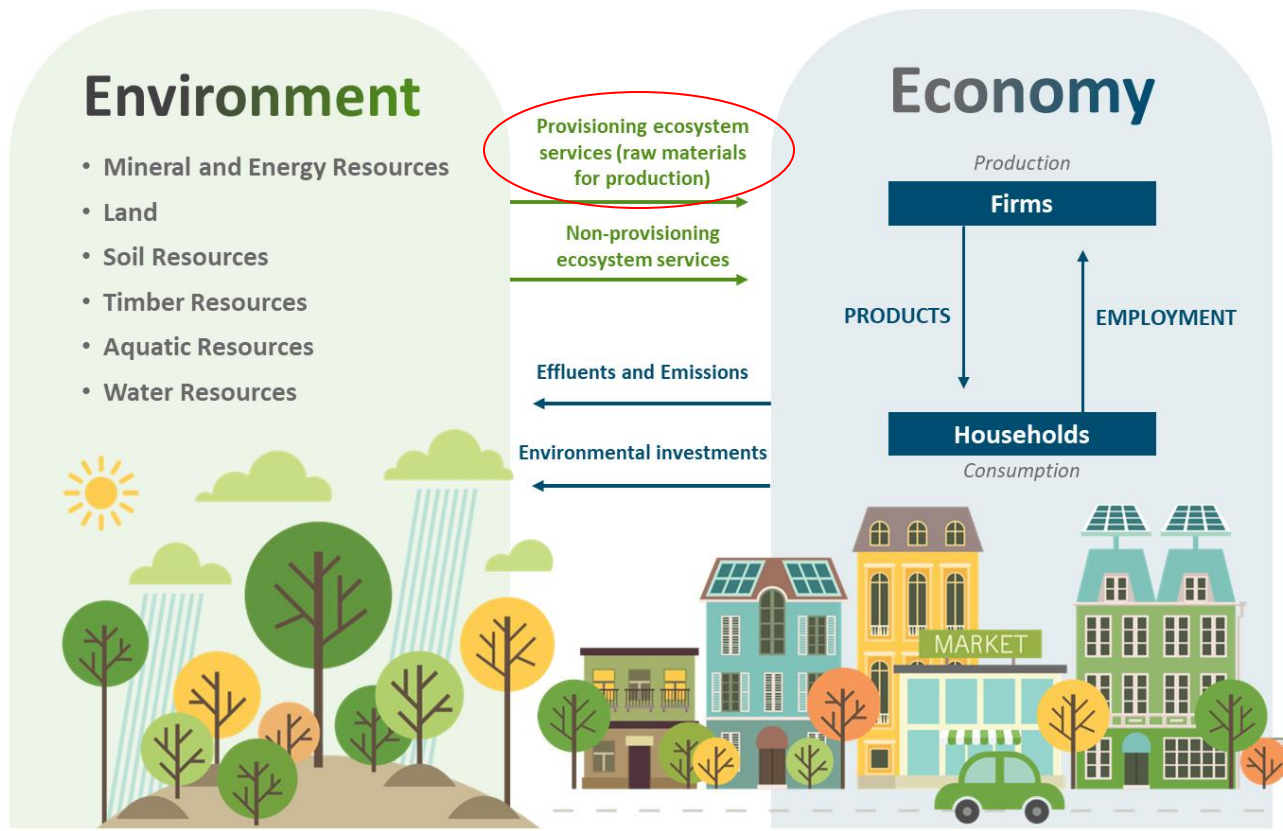 Environment
• Mineral and Energy Resources
• Land
• Soil Resources
• Timber Resources
• Aquatic Resources
• Water Resources
Provisioning ecosystem
services (raw materials
for production)
Non-provisioning
ecosystem services
Effluents and Emissions
Environmental investments
Economy
Production
Firms
PRODUCTS
EMPLOYMENT
Households
Consumption
MARKET